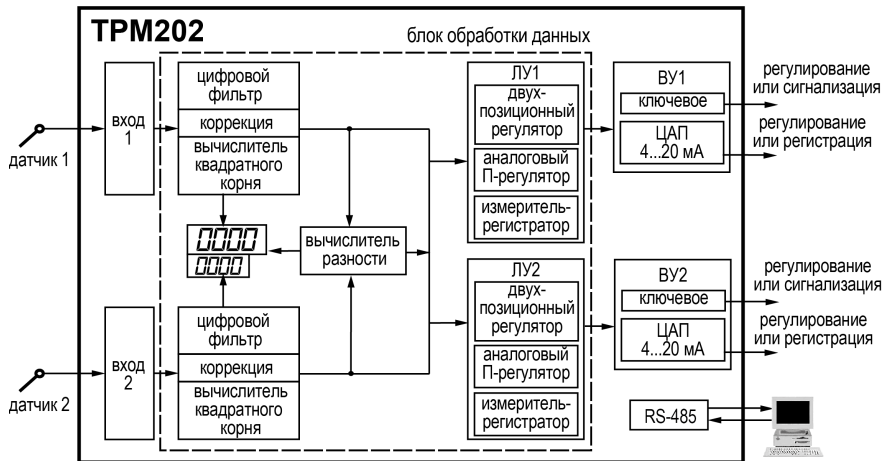 ТРМ202
блок обработки данных
датчик 1
вход
1
цифровой
фильтр
коррекция
вычислитель
квадратного
корня
0000
0000
вычислитель
разности
ЛУ1
двух-
позиционный
регулятор
аналоговый
П-регулятор
измеритель-
регистратор
ВУ1
ключевое
ЦАП
4...20 мА
регулирование
или сигнализация
регулирование
или регистрация
датчик 2
вход
2
цифровой
фильтр
коррекция
вычислитель
квадратного
корня
ЛУ2
двух-
позиционный
регулятор
аналоговый
П-регулятор
измеритель-
регистратор
ВУ2
ключевое
ЦАП
4...20 мА
регулирование
или сигнализация
регулирование
или регистрация
RS-485